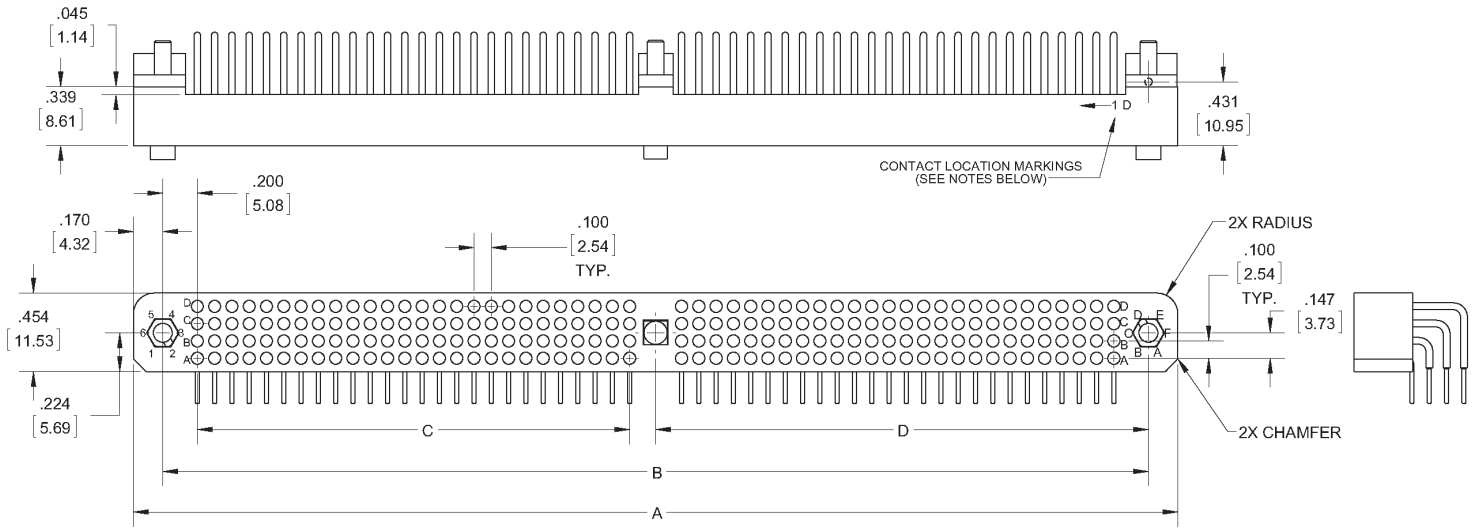 .045
[1.14]
.339
[8.61]
1 D
.431
[10.95]
CONTACT LOCATION MARKINGS
(SEE NOTES BELOW)
.200
[5.08]
.170
[4.32]
.100
[2.54]
TYP.
2X RADIUS
.100
[2.54]
TYP.
.147
[3.73]
.454
[11.53]
D
C
B
A
5 4
6 3
1 2
D
C
B
A
D E
C F
B A
.224
[5.69]
C
D
2X CHAMFER
B
A